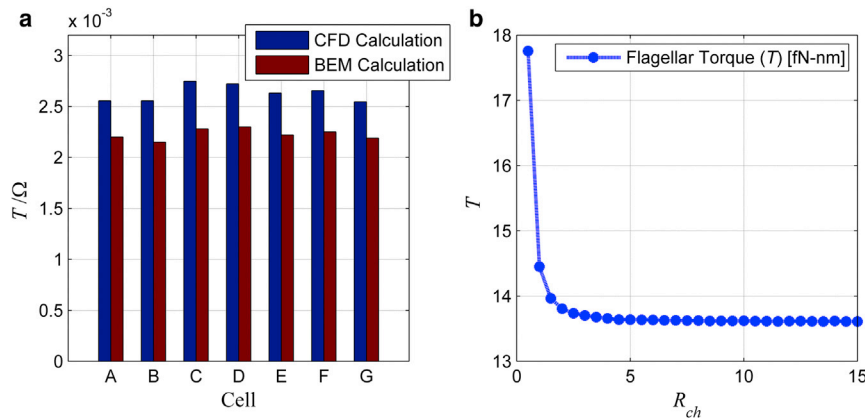 a
x 10⁻³
CFD Calculation
BEM Calculation
3
2.5
2
1.5
1
0.5
0
T/Ω
A B C D E F G
Cell
b
Flagellar Torque (T) [fN-nm]
18
17
16
15
14
13
T
0 5 10 15
R_ch